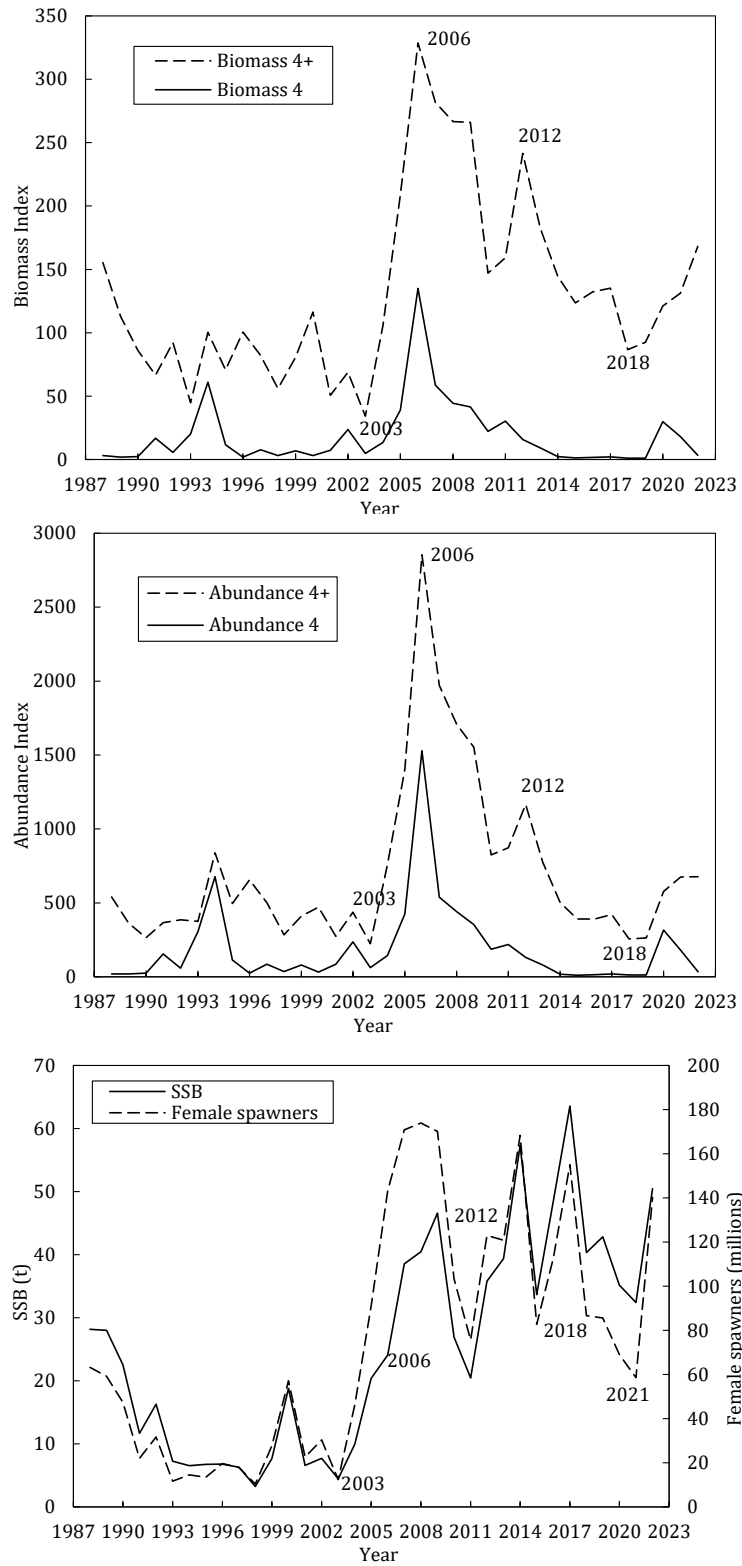 350
300
250
200
150
100
50
0
Biomass Index
Biomass 4+
Biomass 4
2006
2012
2003
2018
1987 1990 1993 1996 1999 2002 2005 2008 2011 2014 2017 2020 2023
Year
3000
2500
2000
1500
1000
500
0
Abundance Index
Abundance 4+
Abundance 4
2006
2012
2003
2018
1987 1990 1993 1996 1999 2002 2005 2008 2011 2014 2017 2020 2023
Year
70
60
50
40
30
20
10
0
SSB (t)
SSB
Female spawners
2012
2006
2018
2021
2003
200
180
160
140
120
100
80
60
40
20
0
Female spawners (millions)
1987 1990 1993 1996 1999 2002 2005 2008 2011 2014 2017 2020 2023
Year